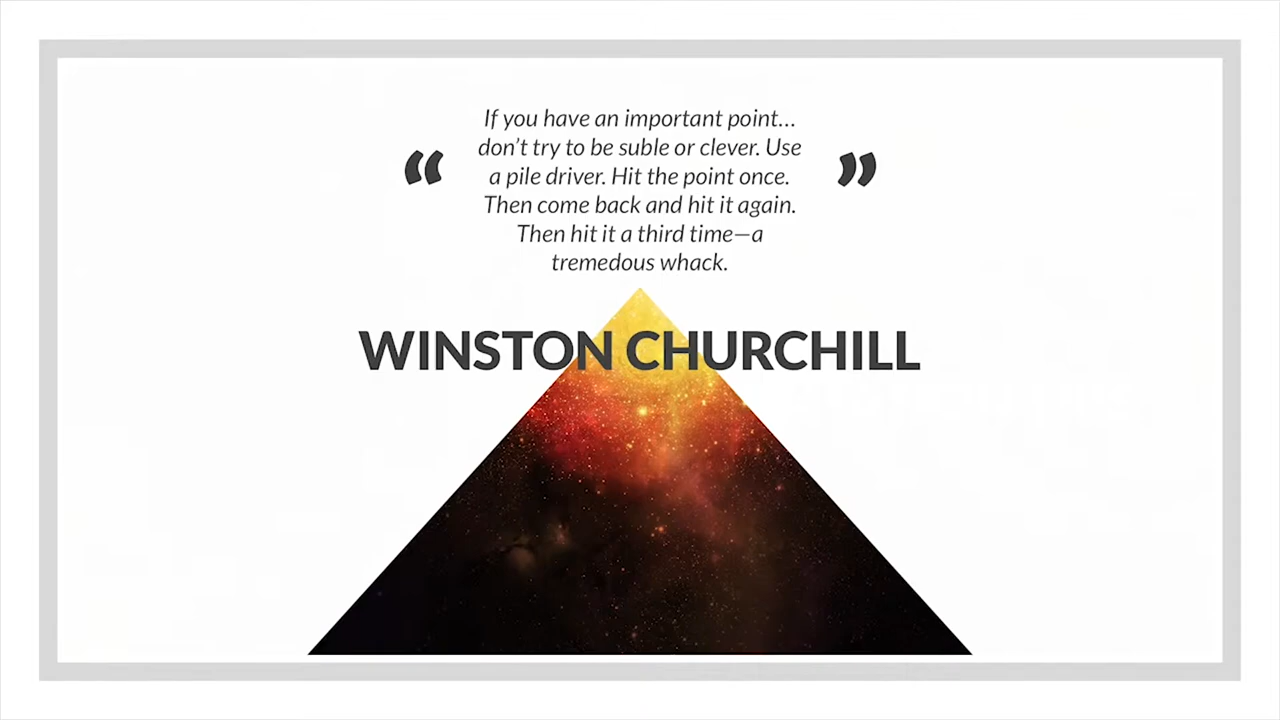 If you have an important point...
don't try to be suble or clever. Use
“ a pile driver. Hit the point once. ”
Then come back and hit it again.
Then hit it a third time—a
tremedous whack.
WINSTON CHURCHILL